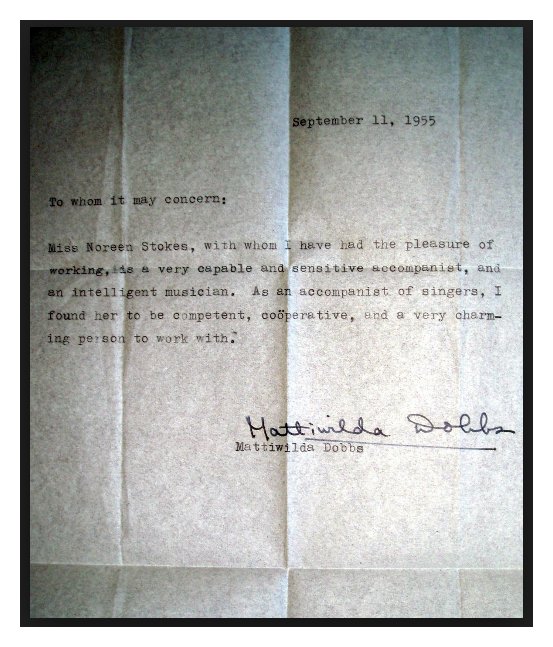 September 11, 1955
To whom it may concern:
Miss Noreen Stokes, with whom I have had the pleasure of
working, is a very capable and sensitive accompanist, and
an intelligent musician. As an accompanist of singers, I
found her to be competent, coöperative, and a very charm-
ing person to work with.
Mattiwilda Dobbs
Mattiwilda Dobbs